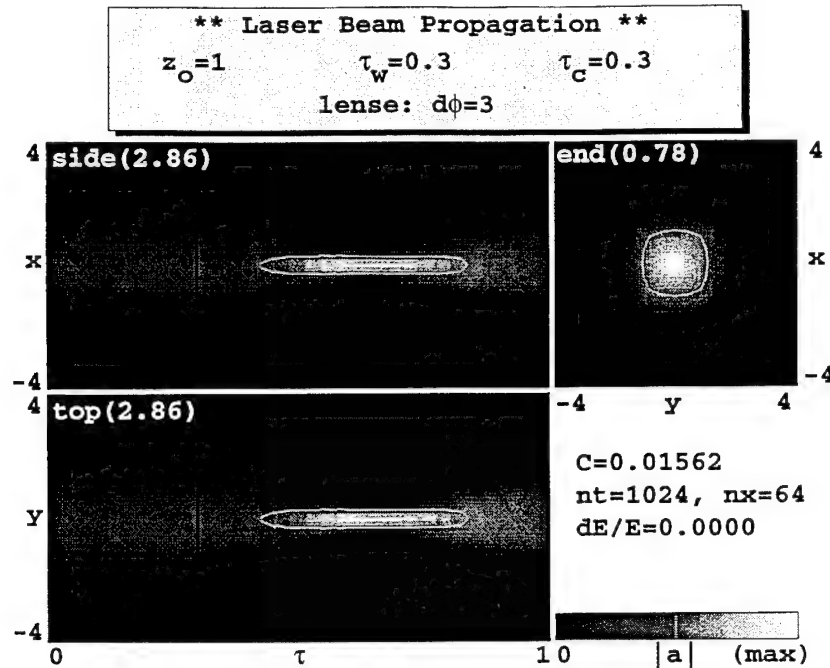 ** Laser Beam Propagation **
z_o=1 τ_w=0.3 τ_c=0.3
lense: dϕ=3
4 side(2.86) end(0.78) 4
x x
-4 -4
4 top(2.86) -4 y 4
C=0.01562
Y nt=1024, nx=64
dE/E=0.0000
-4
0 τ 1 0 |a| (max)